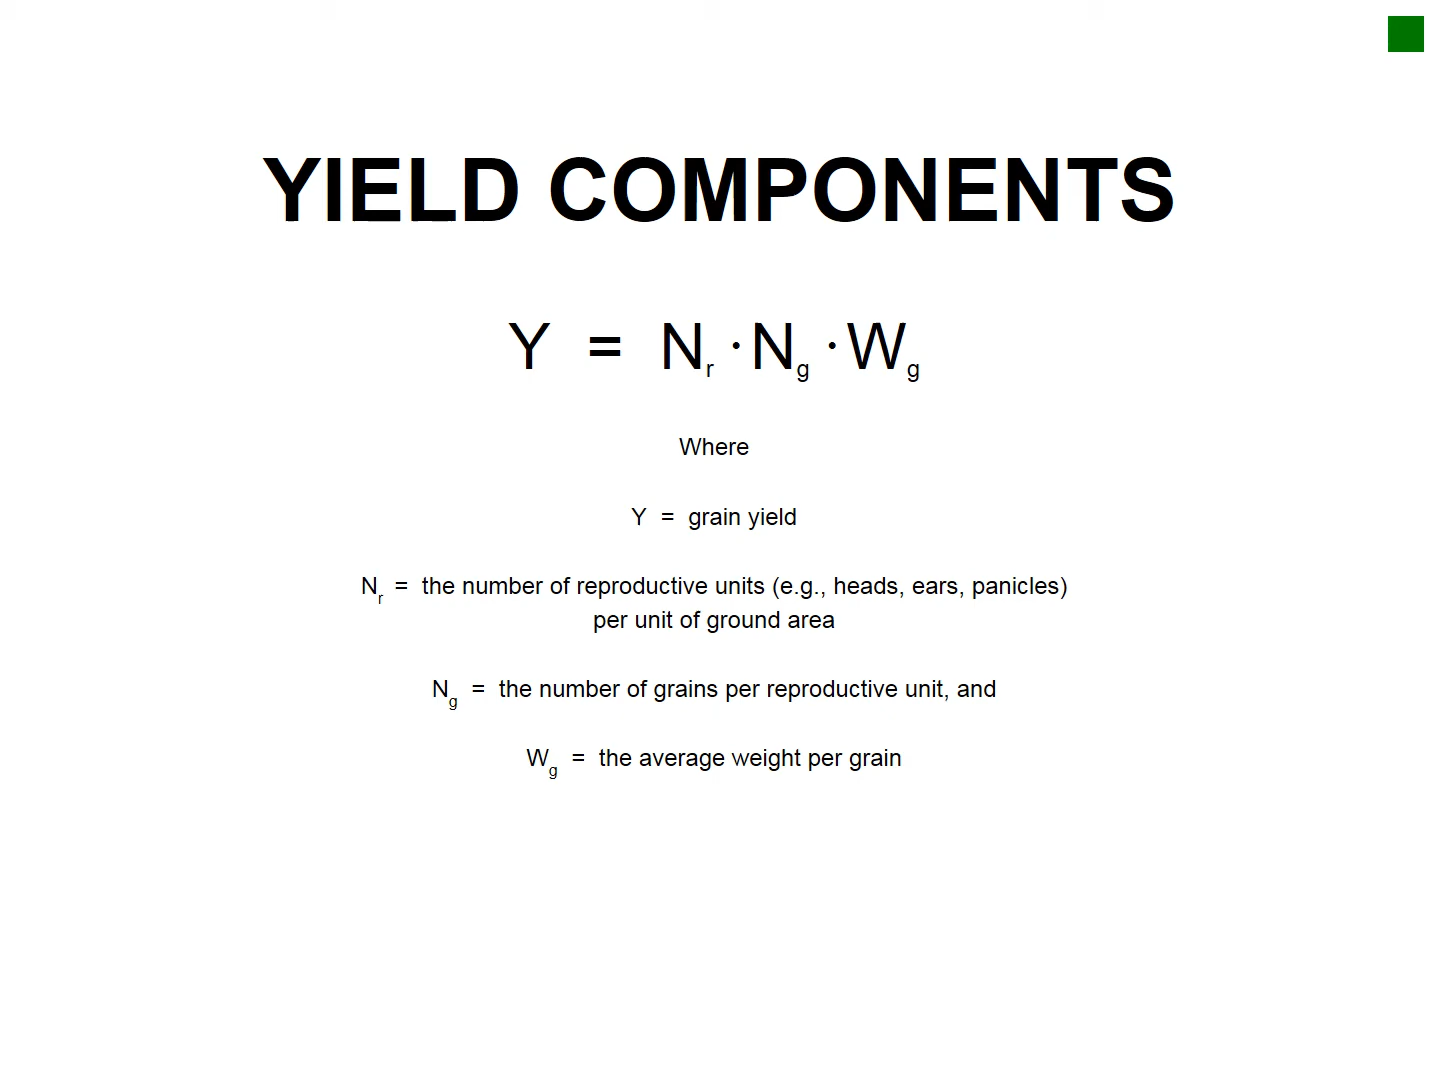 YIELD COMPONENTS
Y = Nr · Ng · Wg
Where
Y = grain yield
Nr = the number of reproductive units (e.g., heads, ears, panicles)
per unit of ground area
Ng = the number of grains per reproductive unit, and
Wg = the average weight per grain